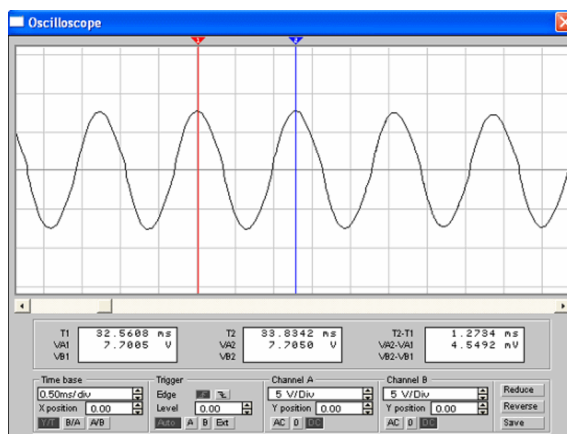 Oscilloscope
1 2
T1 32.5608 ms T2 33.8342 ms T2-T1 1.2734 ms
VA1 7.7005 V VA2 7.7050 V VA2-VA1 4.5492 mV
VB1 VB2 VB2-VB1
Time base Trigger Channel A Channel B
0.50ms/div Edge 5 V/Div 5 V/Div Reduce
X position 0.00 Level 0.00 Y position 0.00 Y position 0.00 Reverse
Y/T B/A A/B Auto A B Ext AC 0 DC AC 0 DC Save